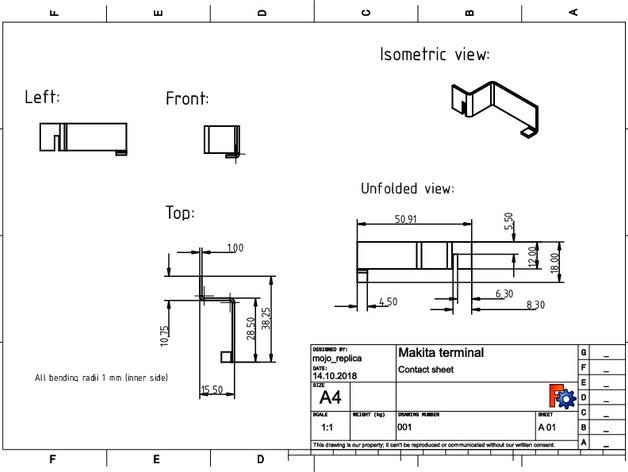 F E D C B A
Isometric view:
Left:
Front:
Unfolded view:
50.91
5.50
12.00
18.00
4.50
6.30
8.30
Top:
1.00
10.75
28.50
38.25
15.50
All bending radii 1 mm (inner side)
DESIGNED BY:
mojo_replica
DATE:
14.10.2018
SIZE
A4
Makita terminal
Contact sheet
SCALE
1:1
WEIGHT (kg)
DRAWING NUMBER
001
SHEET
A 01
This drawing is our property; it can't be reproduced or communicated without our written consent.
G _
F _
E _
D _
C _
B _
A _
F E D